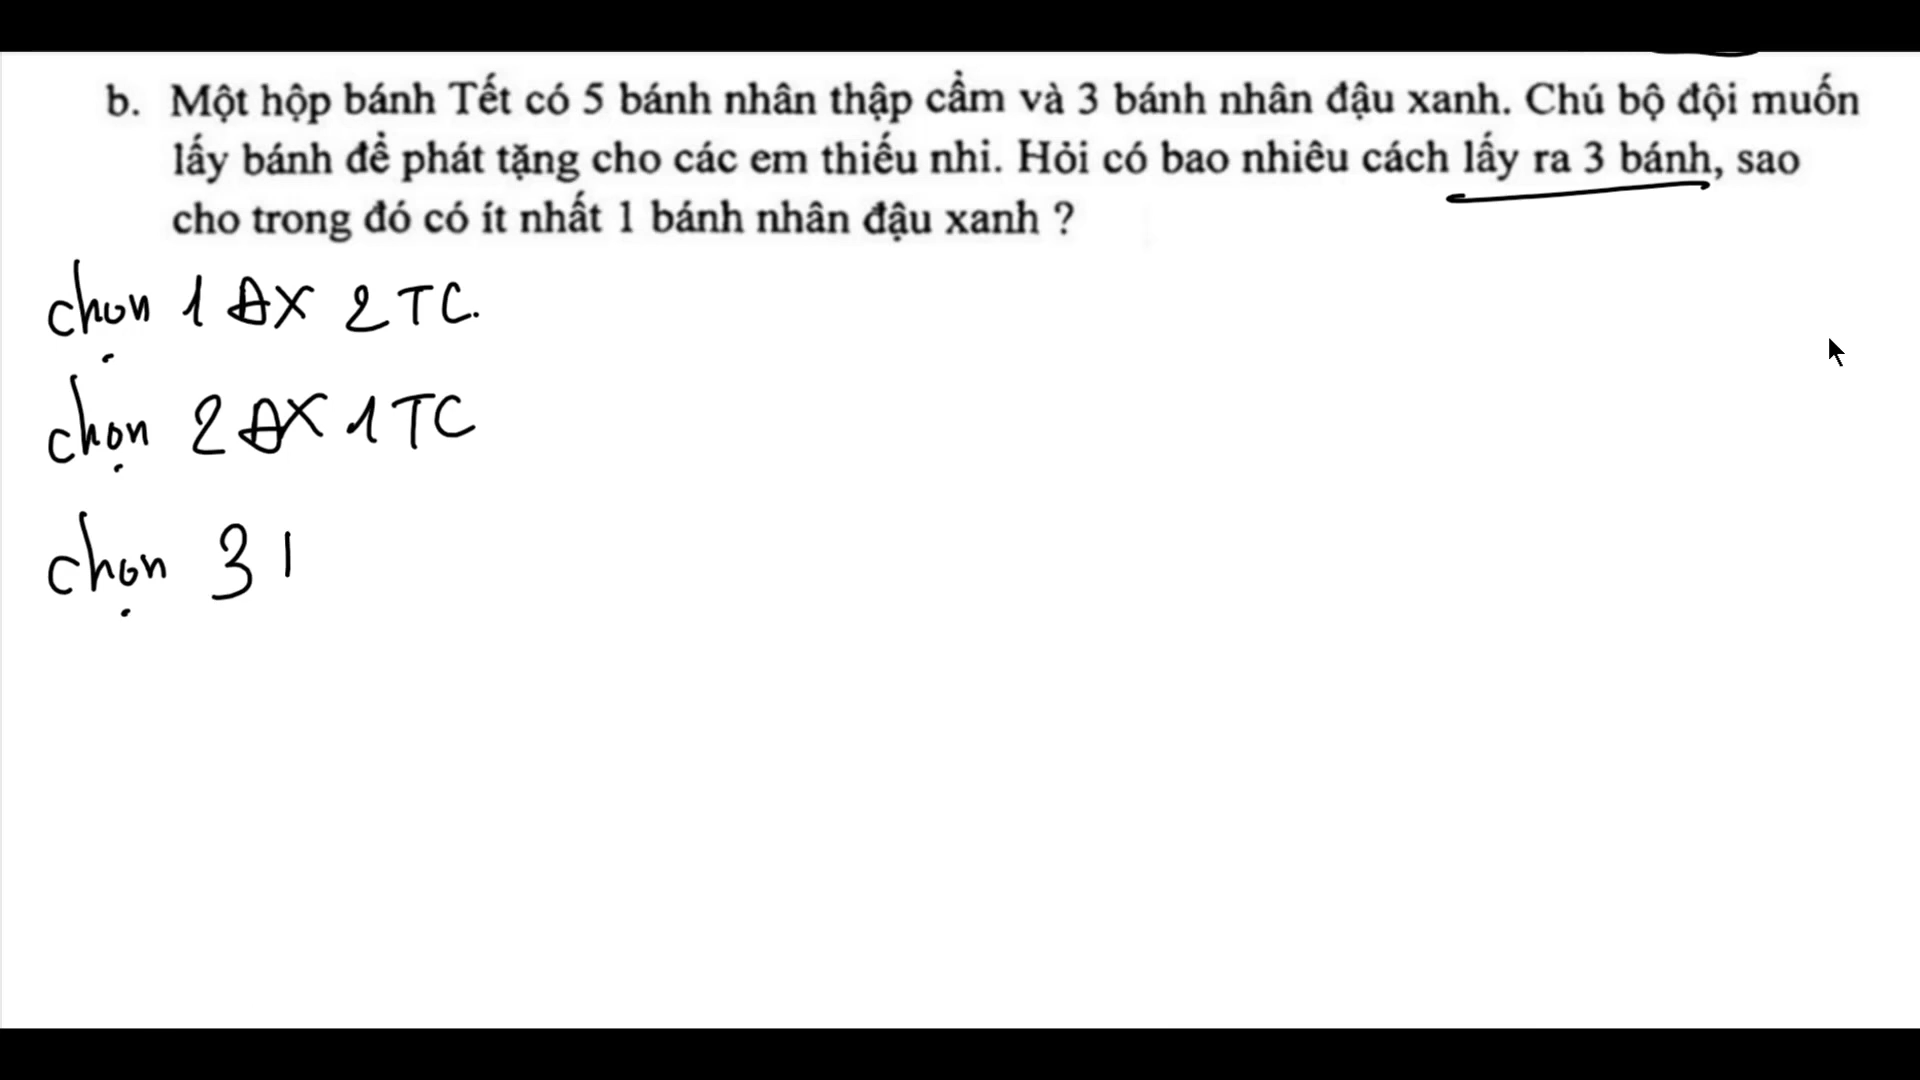 b. Một hộp bánh Tết có 5 bánh nhân thập cẩm và 3 bánh nhân đậu xanh. Chú bộ đội muốn
lấy bánh để phát tặng cho các em thiếu nhi. Hỏi có bao nhiêu cách lấy ra 3 bánh, sao
cho trong đó có ít nhất 1 bánh nhân đậu xanh ?
chọn 1 ĐX 2 TC.
chọn 2 ĐX 1 TC
chọn 3